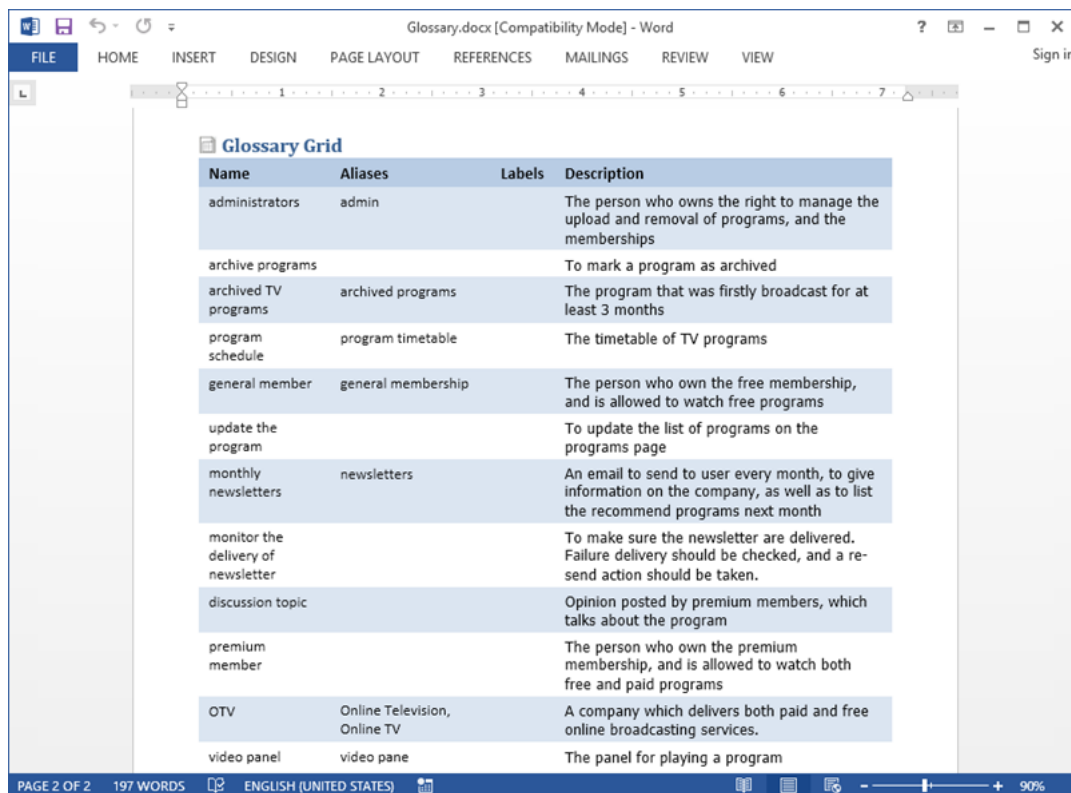 Glossary.docx [Compatibility Mode] - Word
?
FILE HOME INSERT DESIGN PAGE LAYOUT REFERENCES MAILINGS REVIEW VIEW Sign in
1 2 3 4 5 6 7
Glossary Grid
Name Aliases Labels Description
administrators admin The person who owns the right to manage the
upload and removal of programs, and the
memberships
archive programs To mark a program as archived
archived TV archived programs The program that was firstly broadcast for at
programs least 3 months
program program timetable The timetable of TV programs
schedule
general member general membership The person who own the free membership,
and is allowed to watch free programs
update the To update the list of programs on the
program programs page
monthly newsletters An email to send to user every month, to give
newsletters information on the company, as well as to list
the recommend programs next month
monitor the To make sure the newsletter are delivered.
delivery of Failure delivery should be checked, and a re-
newsletter send action should be taken.
discussion topic Opinion posted by premium members, which
talks about the program
premium The person who own the premium
member membership, and is allowed to watch both
free and paid programs
OTV Online Television, A company which delivers both paid and free
Online TV online broadcasting services.
video panel video pane The panel for playing a program
PAGE 2 OF 2 197 WORDS ENGLISH (UNITED STATES) 90%